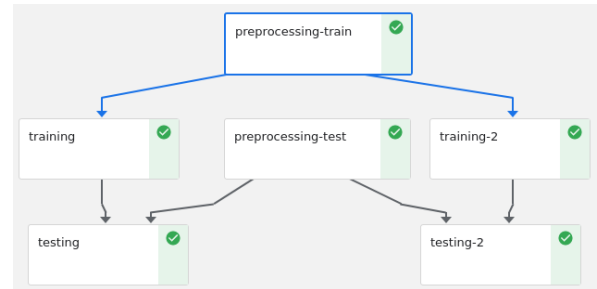 preprocessing-train
training
preprocessing-test
training-2
testing
testing-2